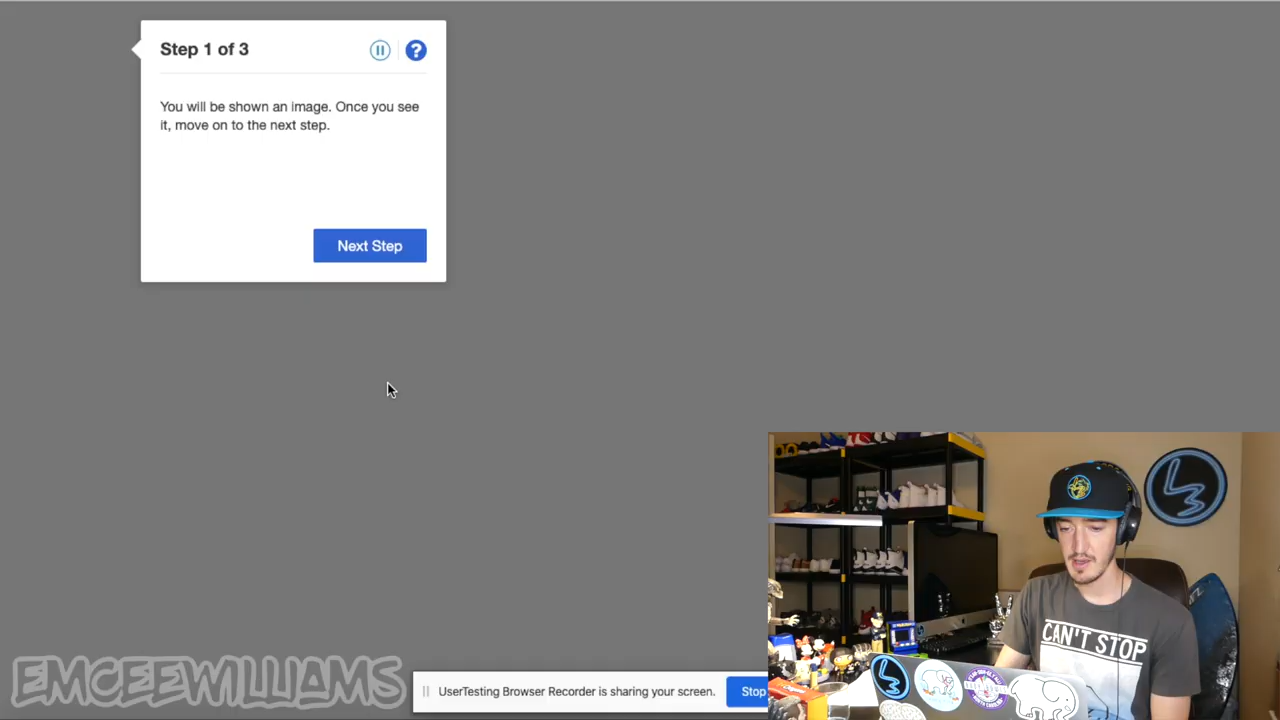 Step 1 of 3
?
You will be shown an image. Once you see
it, move on to the next step.
Next Step
CAN'T STOP
EMCEEWILLIAMS
UserTesting Browser Recorder is sharing your screen.
Stop